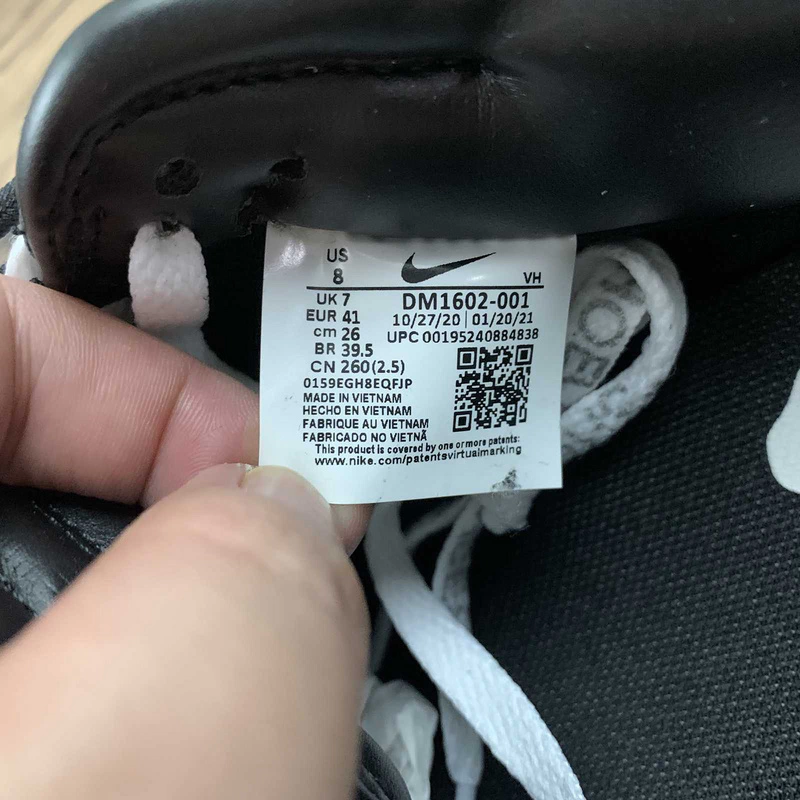 US
8
VH
UK 7
DM1602-001
EUR 41
10/27/20 | 01/20/21
cm 26
UPC 00195240884838
BR 39.5
CN 260(2.5)
0159EGH8EQFJP
MADE IN VIETNAM
HECHO EN VIETNAM
FABRIQUE AU VIETNAM
FABRICADO NO VIETNÃ
This product is covered by one or more patents:
www.nike.com/patentsvirtualmarking